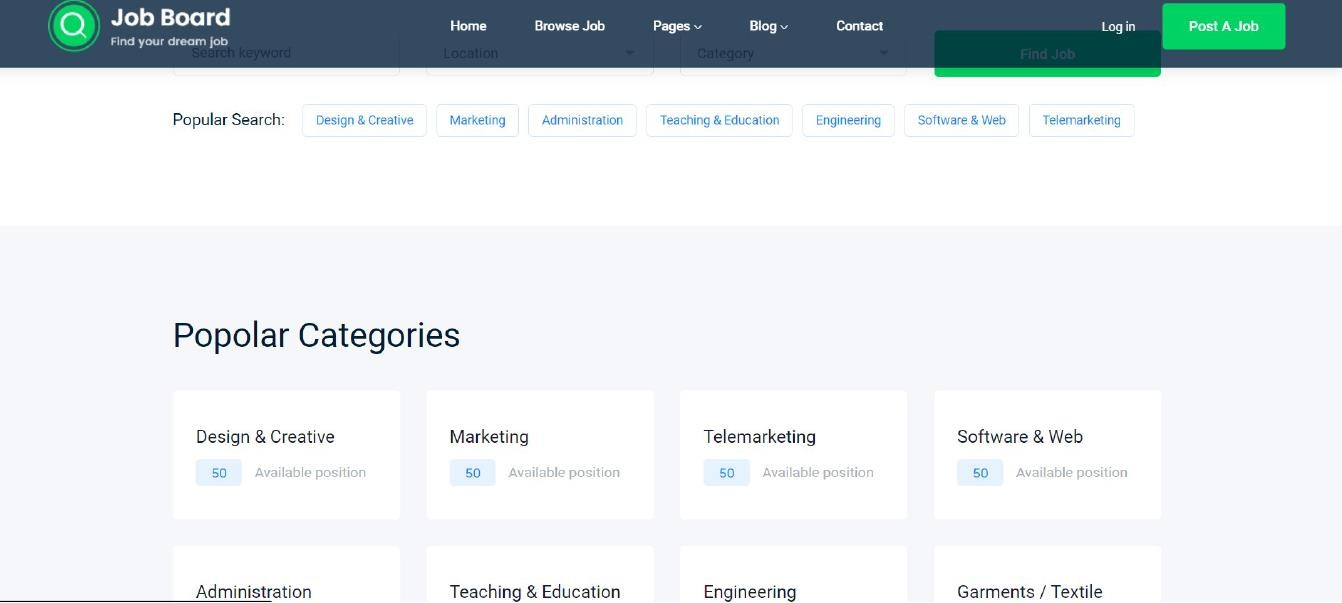 Job Board
Find your dream job
Home Browse Job Pages Blog Contact Log in Post A Job
Search keyword Location Category Find Job
Popular Search: Design & Creative Marketing Administration Teaching & Education Engineering Software & Web Telemarketing
Popolar Categories
Design & Creative Marketing Telemarketing Software & Web
50 Available position 50 Available position 50 Available position 50 Available position
Administration Teaching & Education Engineering Garments / Textile